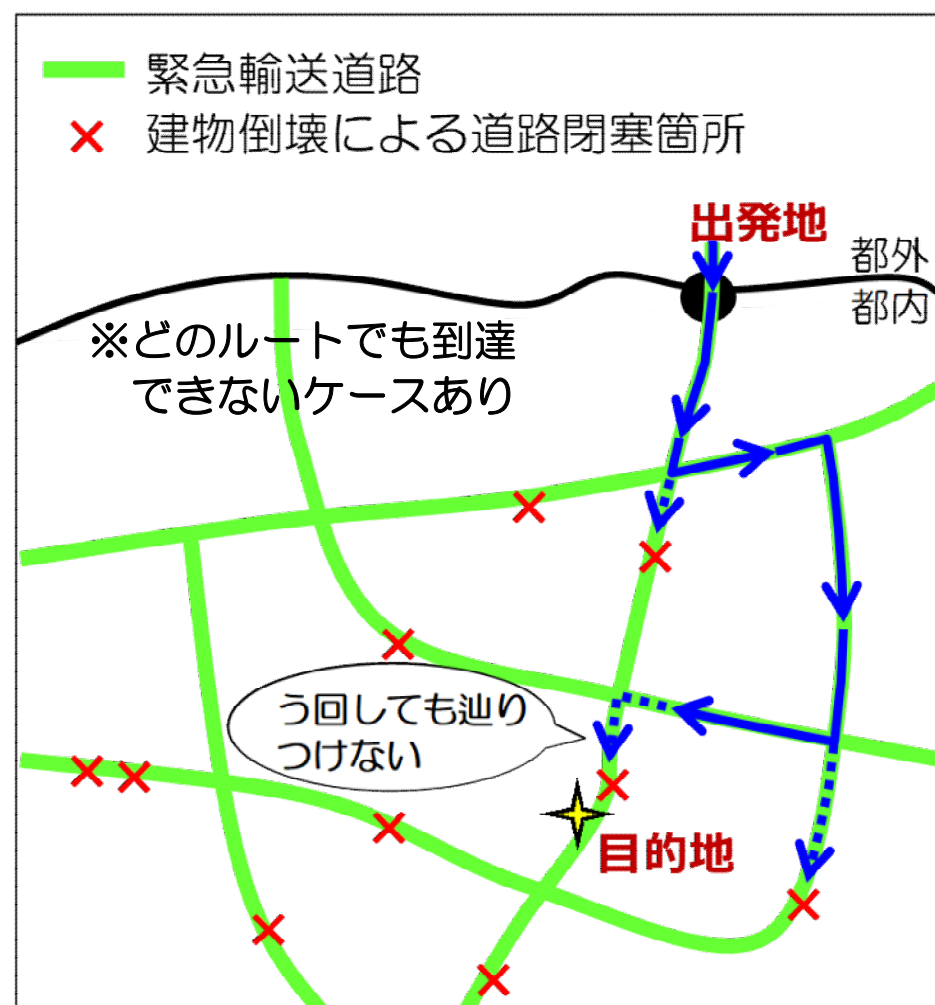 緊急輸送道路
建物倒壊による道路閉塞箇所
出発地
都外
都内
※どのルートでも到達
できないケースあり
う回しても辿り
つけない
目的地